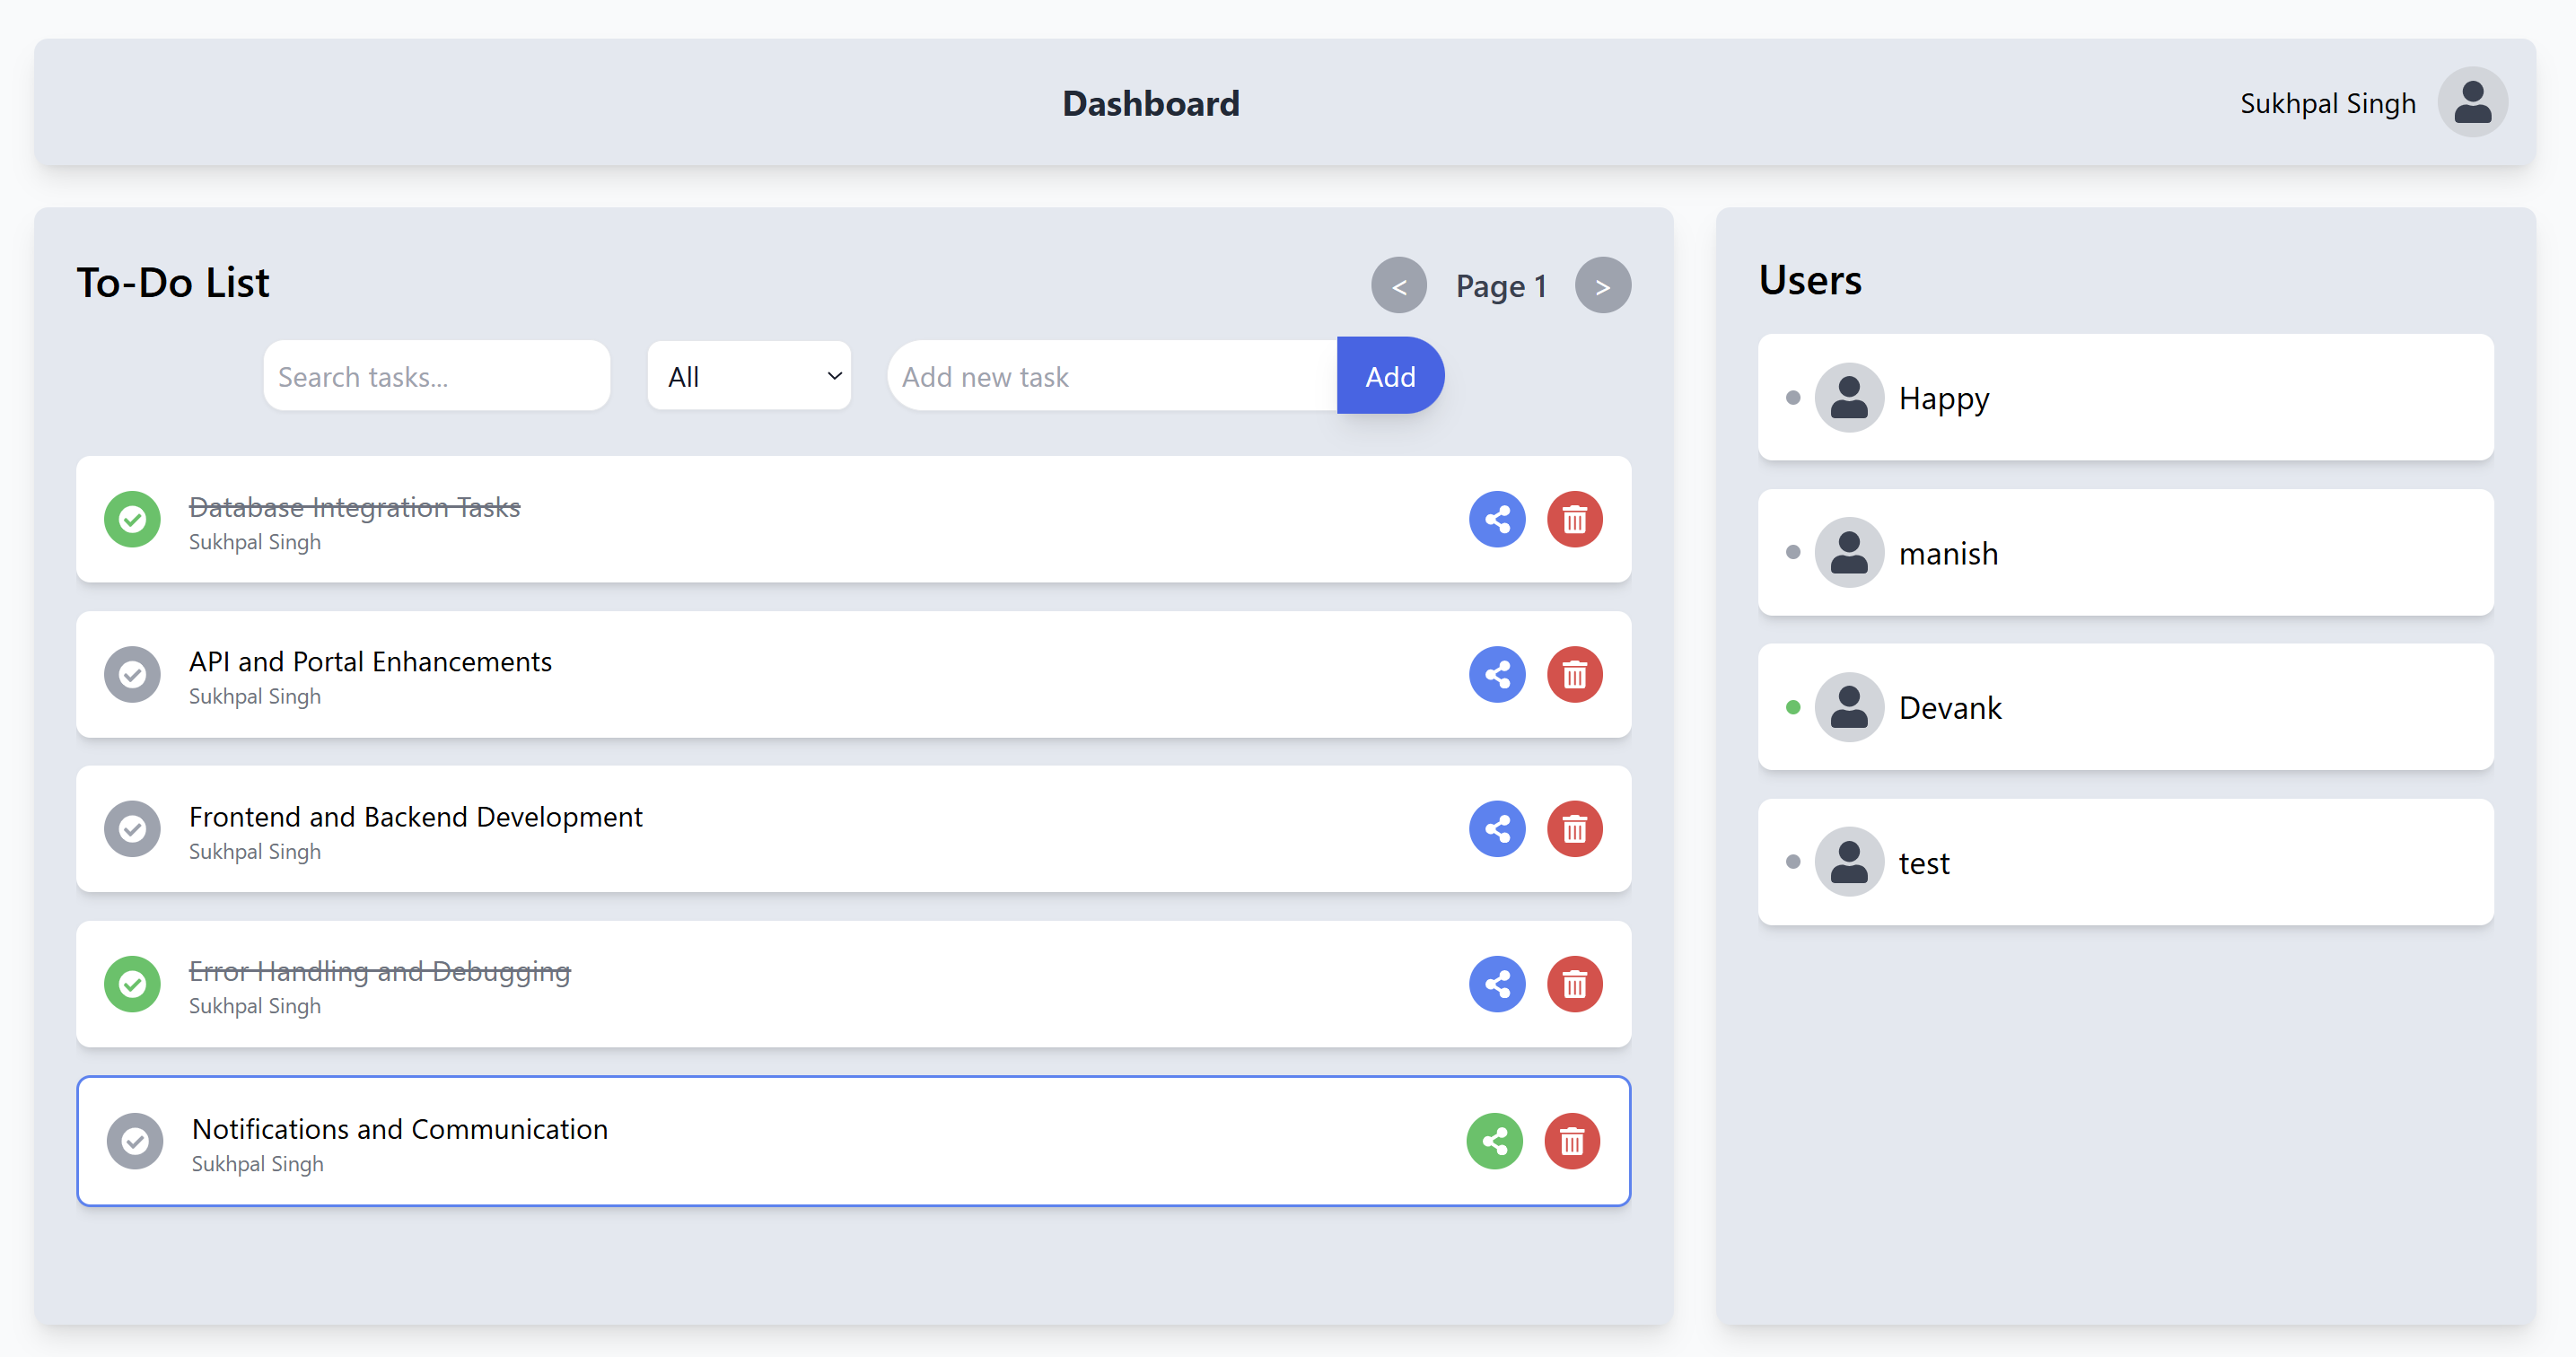 Dashboard
Sukhpal Singh
To-Do List
< Page 1 >
Search tasks...
All
Add new task
Add
Database Integration Tasks
Sukhpal Singh
API and Portal Enhancements
Sukhpal Singh
Frontend and Backend Development
Sukhpal Singh
Error Handling and Debugging
Sukhpal Singh
Notifications and Communication
Sukhpal Singh
Users
Happy
manish
Devank
test